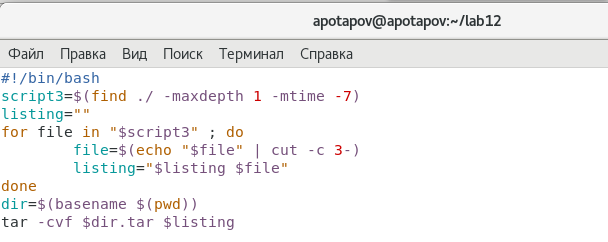 apotapov@apotapov:~/lab12
Файл Правка Вид Поиск Терминал Справка
#!/bin/bash
script3=$(find ./ -maxdepth 1 -mtime -7)
listing=""
for file in "$script3" ; do
        file=$(echo "$file" | cut -c 3-)
        listing="$listing $file"
done
dir=$(basename $(pwd))
tar -cvf $dir.tar $listing